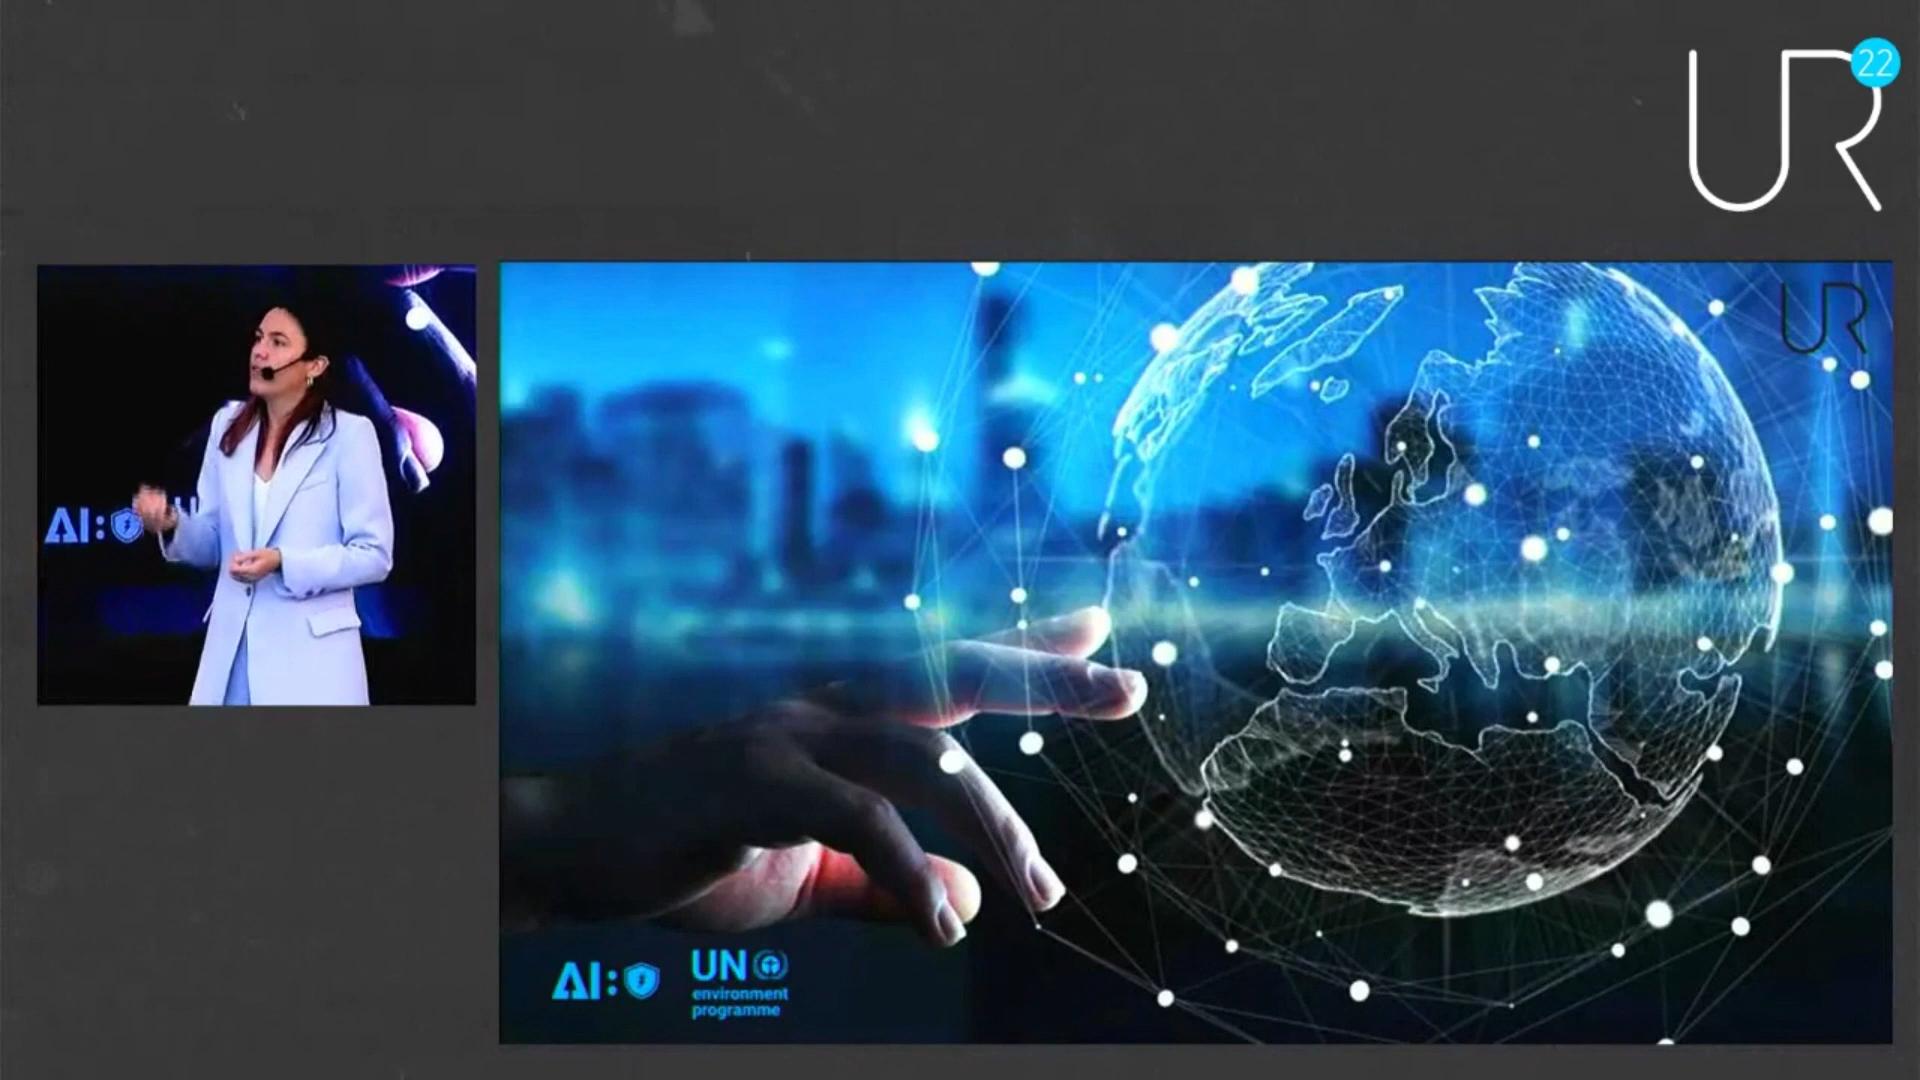 UR
22
UR
AI:
AI:
UN
environment
programme